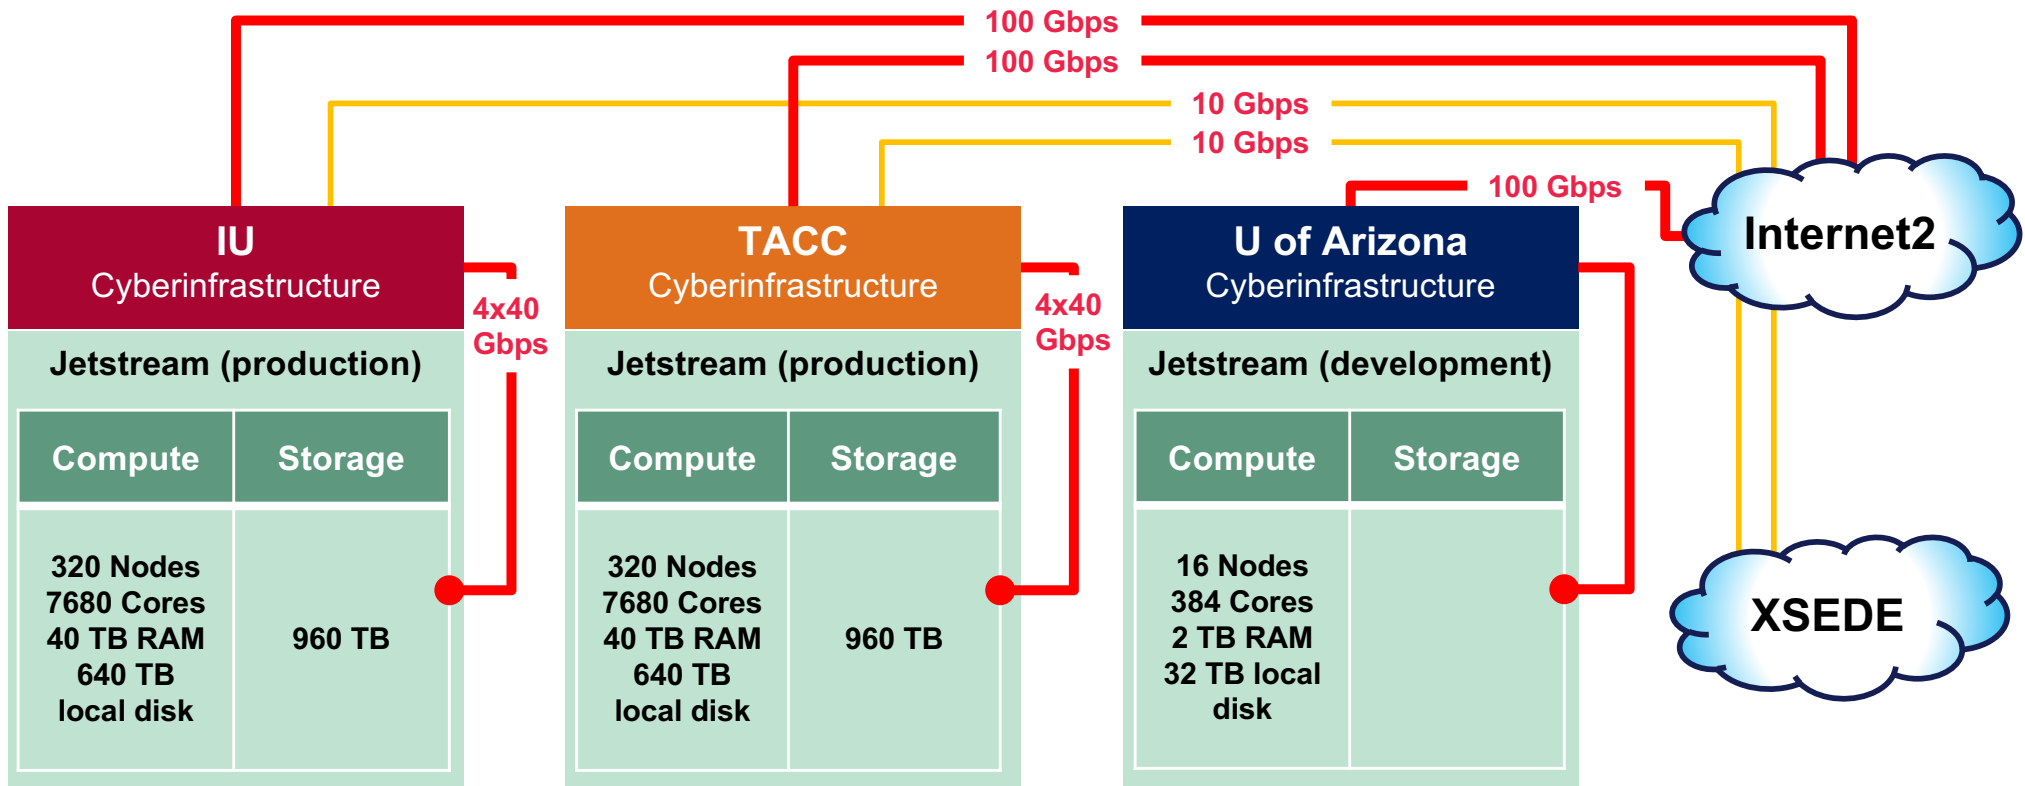 100 Gbps
100 Gbps
10 Gbps
10 Gbps
100 Gbps
IU
Cyberinfrastructure
4x40
Gbps
Jetstream (production)
Compute
Storage
320 Nodes
7680 Cores
40 TB RAM
640 TB
local disk
960 TB
TACC
Cyberinfrastructure
4x40
Gbps
Jetstream (production)
Compute
Storage
320 Nodes
7680 Cores
40 TB RAM
640 TB
local disk
960 TB
U of Arizona
Cyberinfrastructure
Jetstream (development)
Compute
Storage
16 Nodes
384 Cores
2 TB RAM
32 TB local
disk
Internet2
XSEDE